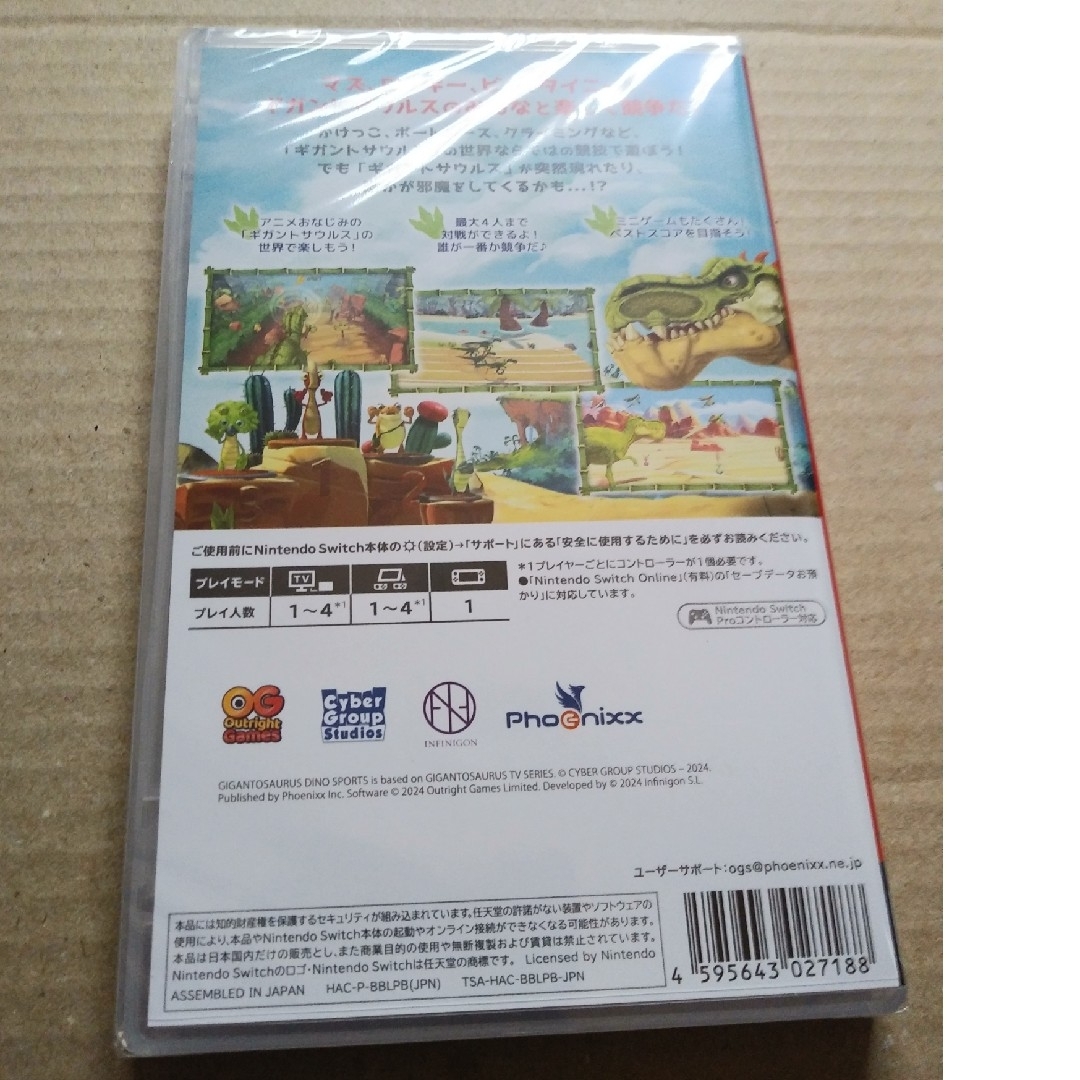 ギガントサウルスの
かけっこ、ボートレース、クライミングなど、
「ギガントサウルス」の世界ならではの競技で遊ぼう!
でも「ギガントサウルス」が突然現れたり、
が邪魔をしてくるかも...!?
アニメおなじみの
「ギガントサウルス」の
世界で楽しもう!
最大4人まで
対戦ができるよ!
誰が一番か競争だ♪
ミニゲームもたくさん!
ベストスコアを目指そう!
ご使用前にNintendo Switch本体の(設定)→「サポート」にある「安全に使用するために」を必ずお読みください。
プレイモード TV
プレイ人数 1〜4*1 1〜4*1 1
*1プレイヤーごとにコントローラーが1個必要です。
●「Nintendo Switch Online」(有料)の「セーブデータお預
かり」に対応しています。
Nintendo Switch
Proコントローラー対応
OG
Outright
Games
Cyber
Group
Studios
INFINIGON
Phoenixx
GIGANTOSAURUS DINO SPORTS is based on GIGANTOSAURUS TV SERIES. © CYBER GROUP STUDIOS – 2024.
Published by Phoenixx Inc. Software © 2024 Outright Games Limited. Developed by © 2024 Infinigon S.L.
ユーザーサポート:ogs@phoenixx.ne.jp
本品には知的財産権を保護するセキュリティが組み込まれています。任天堂の許諾がない装置やソフトウェアの
使用により、本品やNintendo Switch本体の起動やオンライン接続ができなくなる可能性があります。
本品は日本国内だけの販売とし、また商業目的の使用や無断複製および賃貸は禁止されています。
Nintendo Switchのロゴ・Nintendo Switchは任天堂の商標です。 Licensed by Nintendo
ASSEMBLED IN JAPAN HAC-P-BBLPB(JPN) TSA-HAC-BBLPB-JPN
4 595643 027188